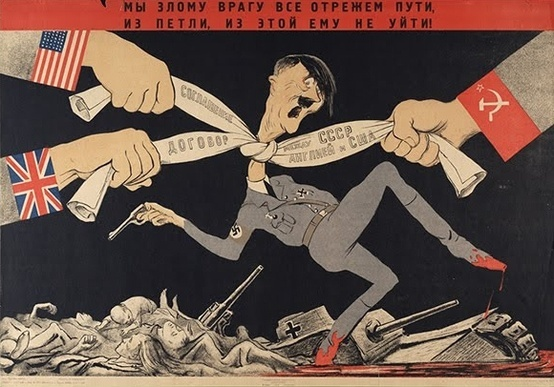 МЫ ЗЛОМУ ВРАГУ ВСЕ ОТРЕЖЕМ ПУТИ,
ИЗ ПЕТЛИ, ИЗ ЭТОЙ ЕМУ НЕ УЙТИ!
СОГЛАШЕНИЕ
ДОГОВОР
МЕЖДУ СССР
АНГЛИЕЙ И США